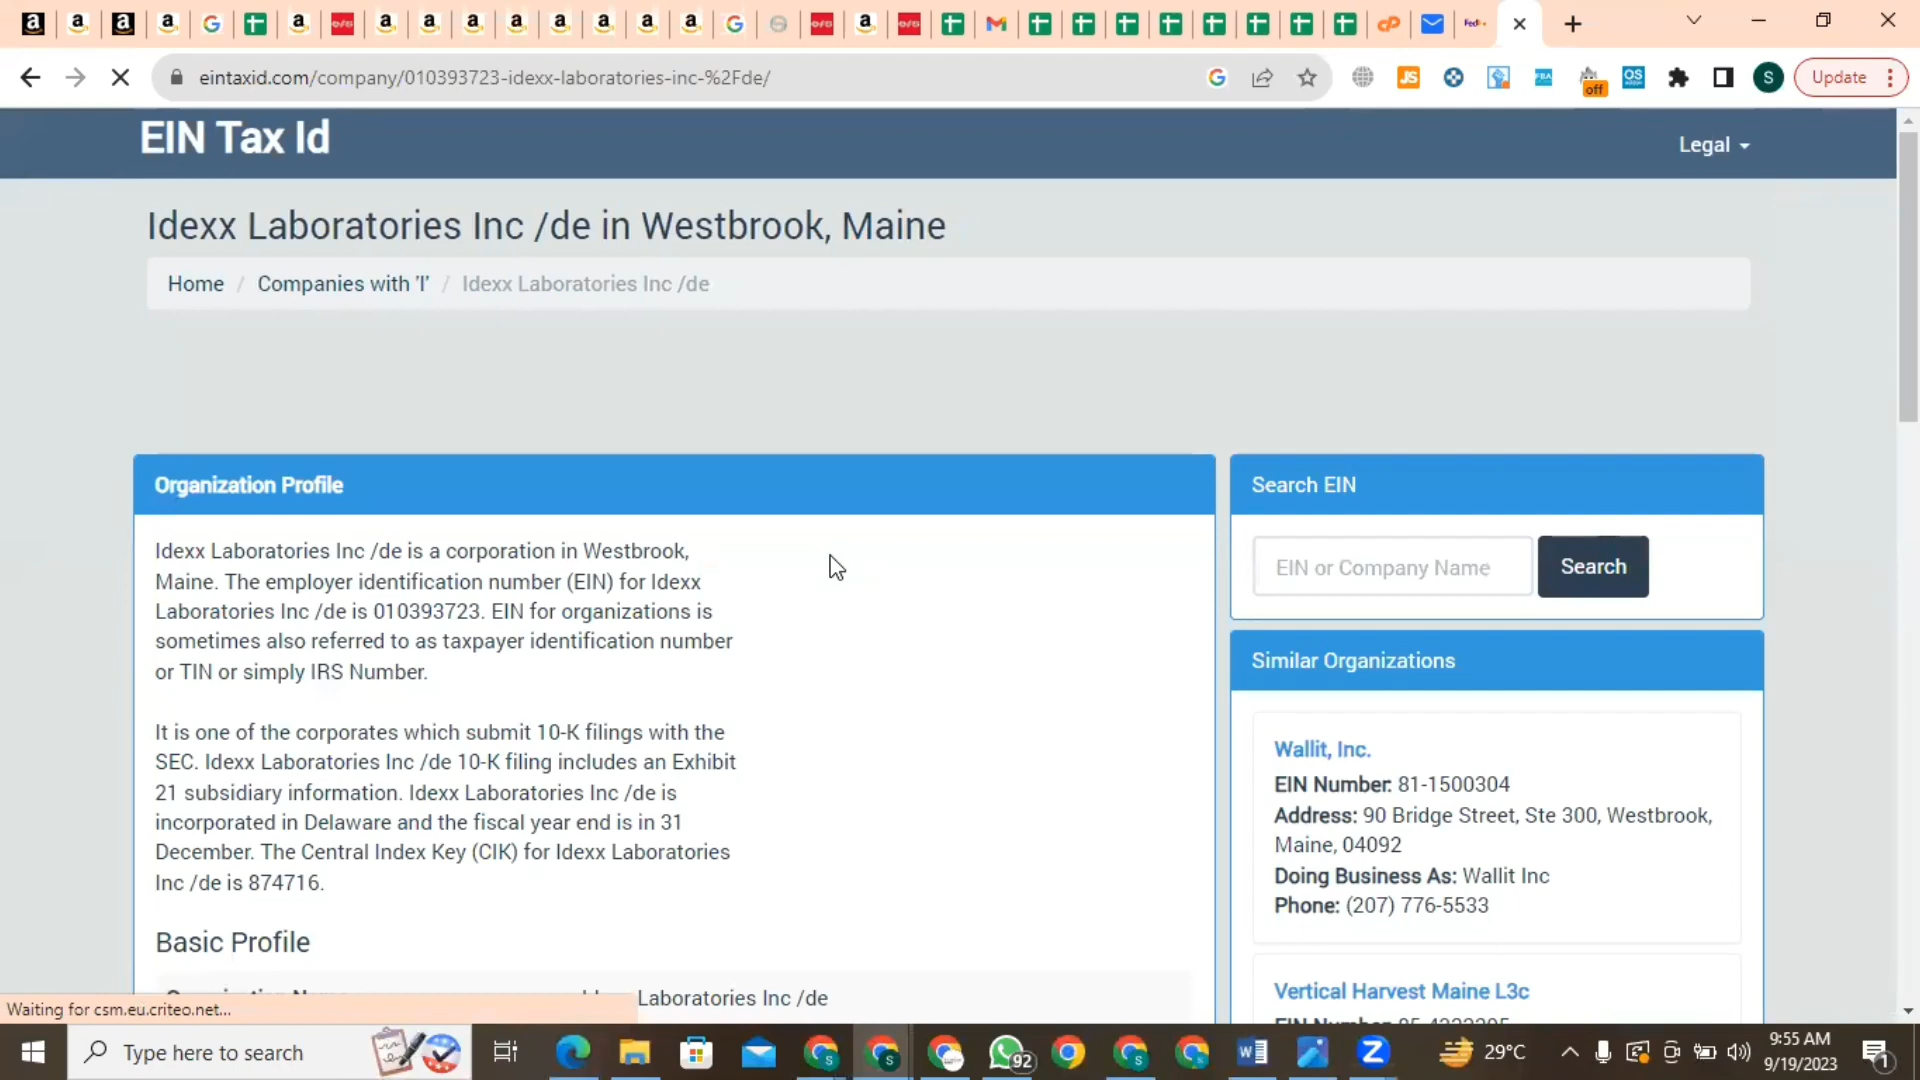 eintaxid.com/company/010393723-idexx-laboratories-inc-%2Fde/
JS
FBA
off
OS
S
Update
EIN Tax Id
Legal
Idexx Laboratories Inc /de in Westbrook, Maine
Home / Companies with 'I' / Idexx Laboratories Inc /de
Organization Profile
Idexx Laboratories Inc /de is a corporation in Westbrook,
Maine. The employer identification number (EIN) for Idexx
Laboratories Inc /de is 010393723. EIN for organizations is
sometimes also referred to as taxpayer identification number
or TIN or simply IRS Number.
It is one of the corporates which submit 10-K filings with the
SEC. Idexx Laboratories Inc /de 10-K filing includes an Exhibit
21 subsidiary information. Idexx Laboratories Inc /de is
incorporated in Delaware and the fiscal year end is in 31
December. The Central Index Key (CIK) for Idexx Laboratories
Inc /de is 874716.
Basic Profile
Laboratories Inc /de
Search EIN
EIN or Company Name
Search
Similar Organizations
Wallit, Inc.
EIN Number: 81-1500304
Address: 90 Bridge Street, Ste 300, Westbrook,
Maine, 04092
Doing Business As: Wallit Inc
Phone: (207) 776-5533
Vertical Harvest Maine L3c
Waiting for csm.eu.criteo.net...
Type here to search
92
29°C
9:55 AM
9/19/2023
1